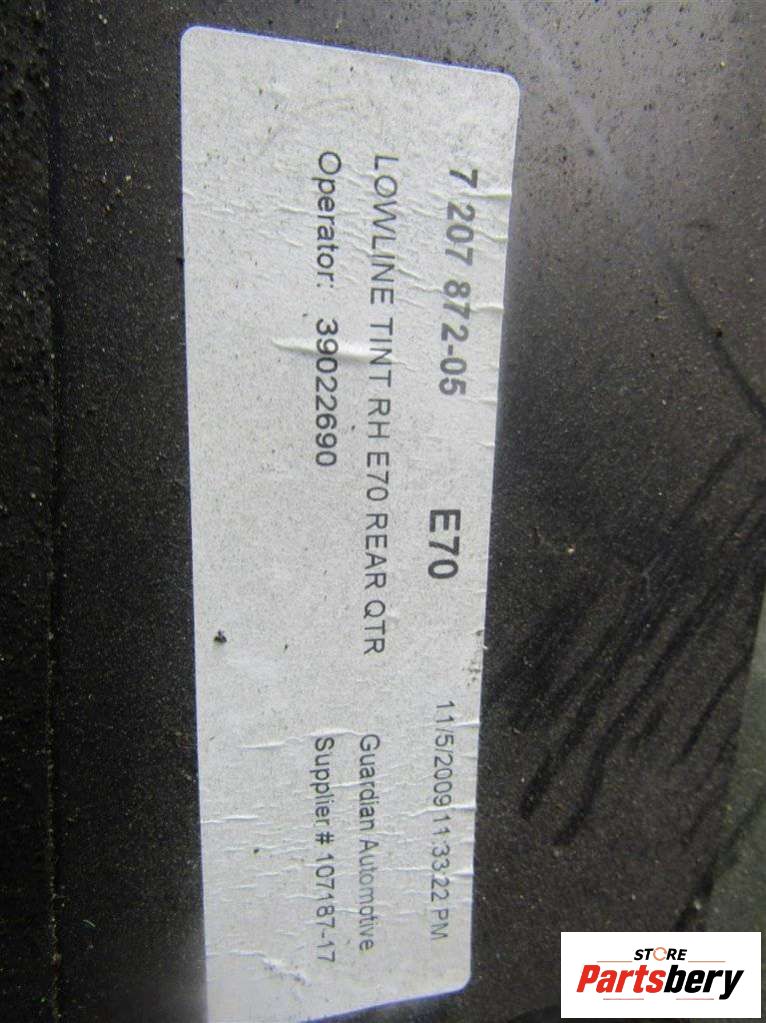 7 207 872-05 E70 11/5/2009 11:33:22 PM
LOWLINE TINT RH E70 REAR QTR Guardian Automotive
Operator: 39022690 Supplier # 107187-17
STORE
Partsbery